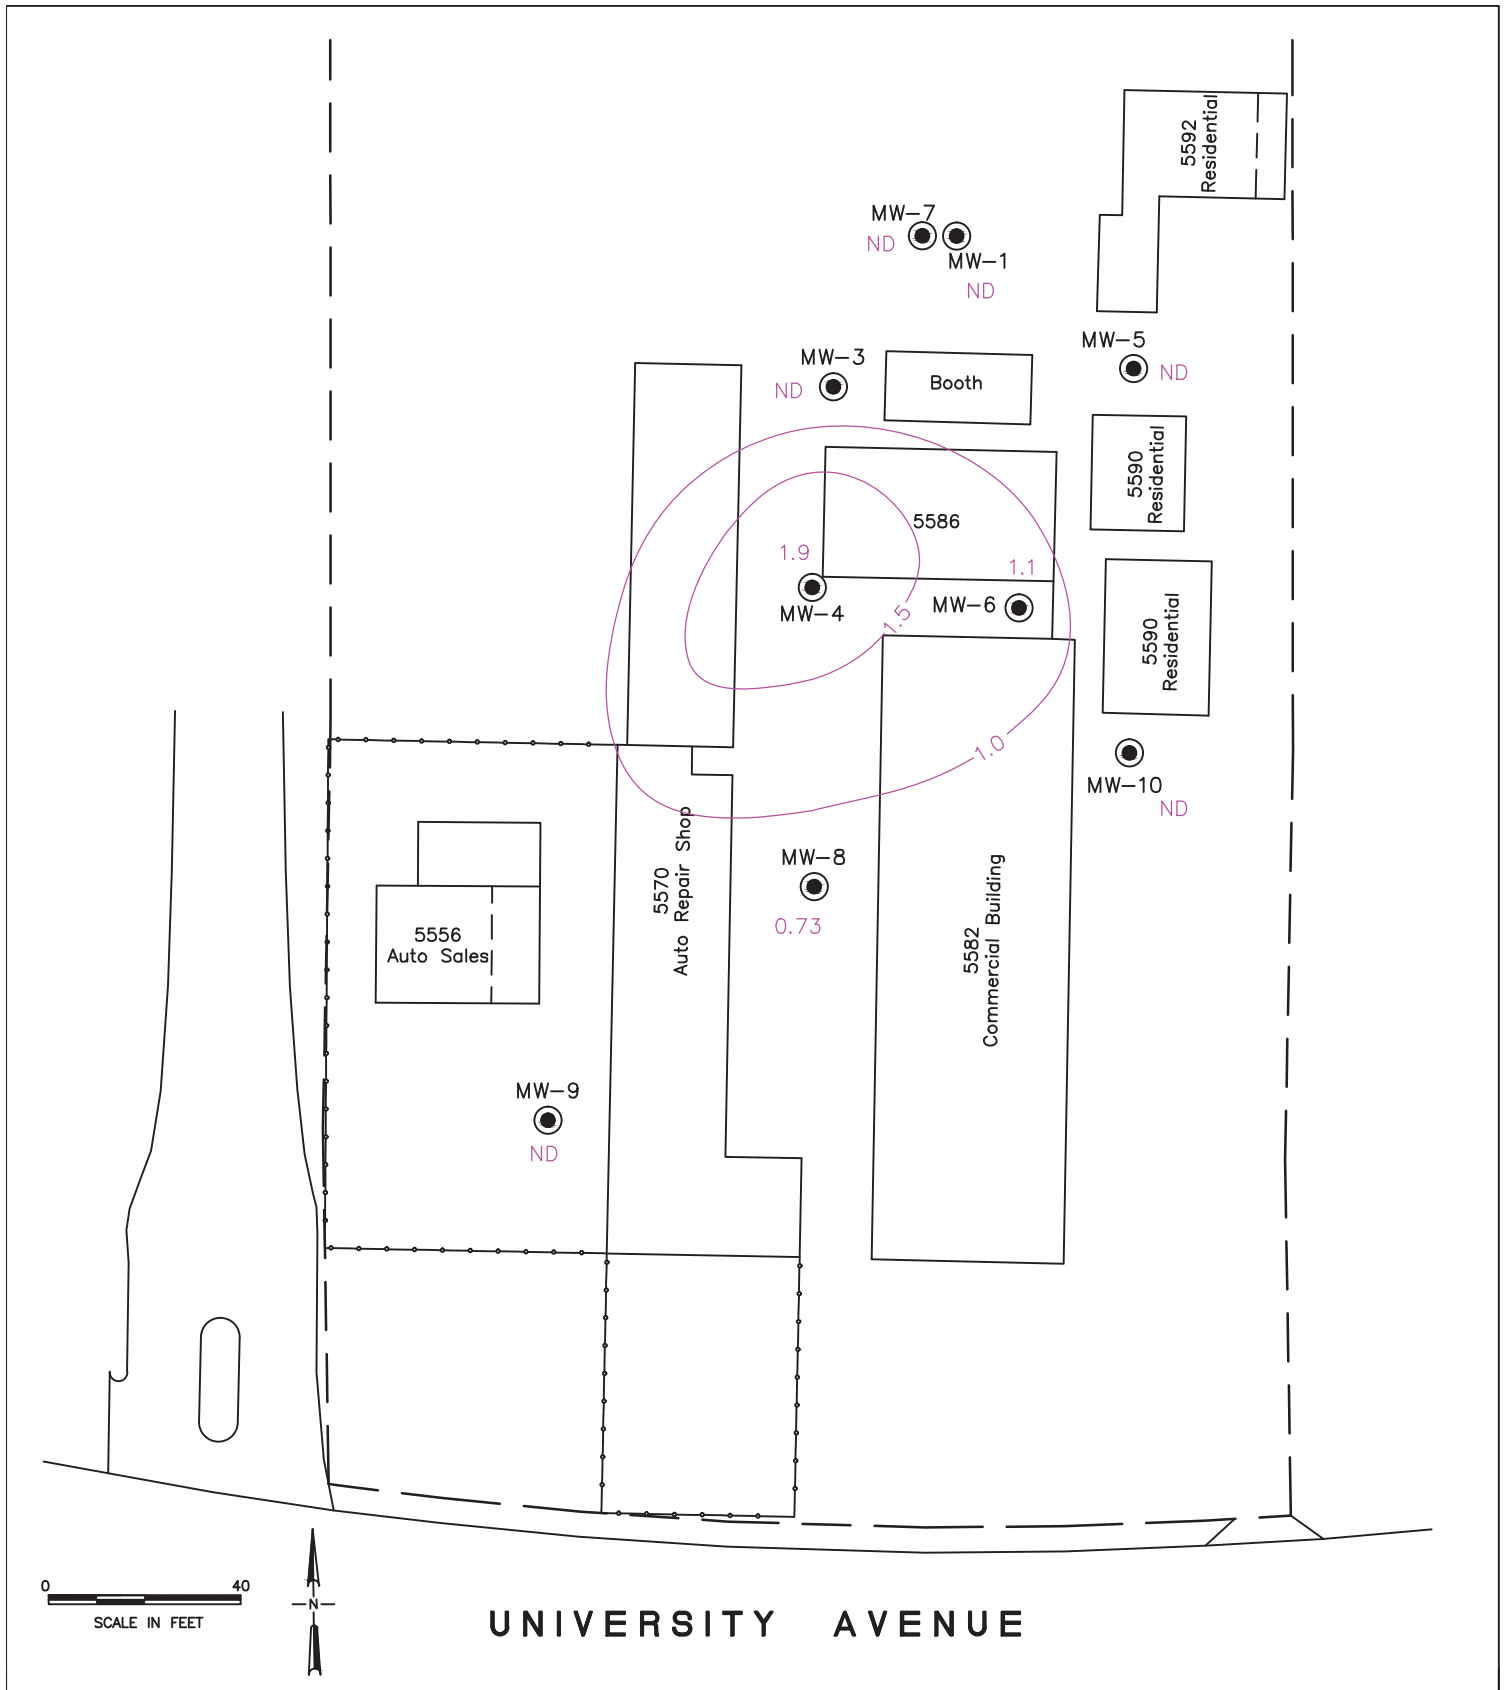 5592
Residential
MW-7
ND
MW-1
ND
MW-5
ND
MW-3
ND
Booth
5590
Residential
5586
1.9
1.1
MW-4
MW-6
1.5
5590
Residential
1.0
MW-10
ND
5570
Auto Repair Shop
MW-8
0.73
5556
Auto Sales
5582
Commercial Building
MW-9
ND
0 40
SCALE IN FEET
N
UNIVERSITY AVENUE